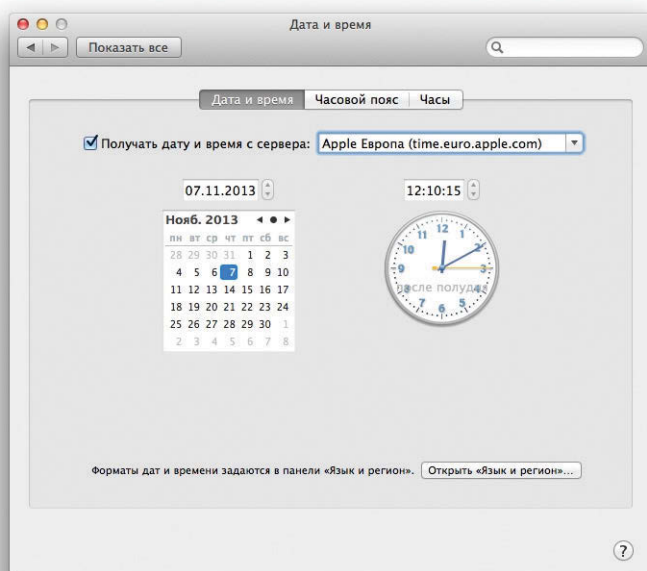 Дата и время
Показать все
Дата и время Часовой пояс Часы
Получать дату и время с сервера: Apple Европа (time.euro.apple.com)
07.11.2013 12:10:15
Нояб. 2013
пн вт ср чт пт сб вс
28 29 30 31 1 2 3
4 5 6 7 8 9 10
11 12 13 14 15 16 17
18 19 20 21 22 23 24
25 26 27 28 29 30 1
2 3 4 5 6 7 8
12 1 2 3 4 5 6 7 8 9 10 11
после полудня
Форматы дат и времени задаются в панели «Язык и регион». Открыть «Язык и регион»...
?